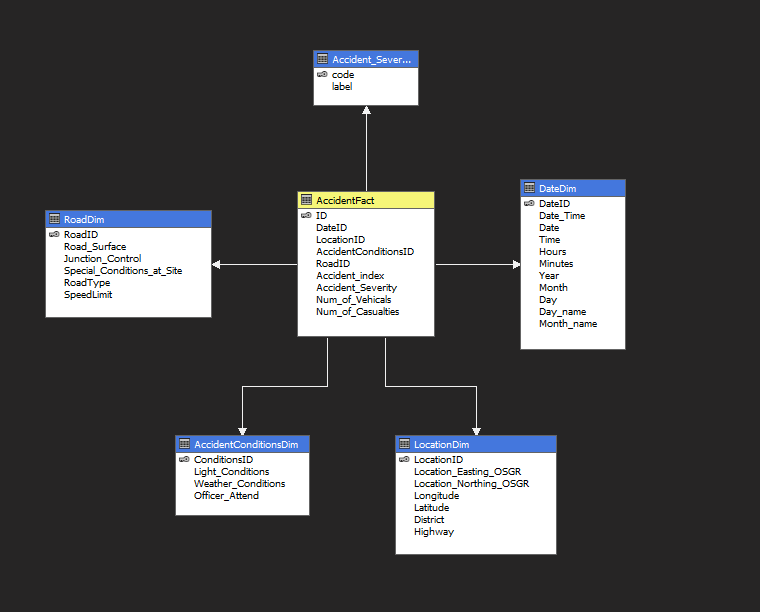 Accident_Sever...
code
label
AccidentFact
ID
DateID
LocationID
AccidentConditionsID
RoadID
Accident_index
Accident_Severity
Num_of_Vehicals
Num_of_Casualties
DateDim
DateID
Date_Time
Date
Time
Hours
Minutes
Year
Month
Day
Day_name
Month_name
RoadDim
RoadID
Road_Surface
Junction_Control
Special_Conditions_at_Site
RoadType
SpeedLimit
AccidentConditionsDim
ConditionsID
Light_Conditions
Weather_Conditions
Officer_Attend
LocationDim
LocationID
Location_Easting_OSGR
Location_Northing_OSGR
Longitude
Latitude
District
Highway